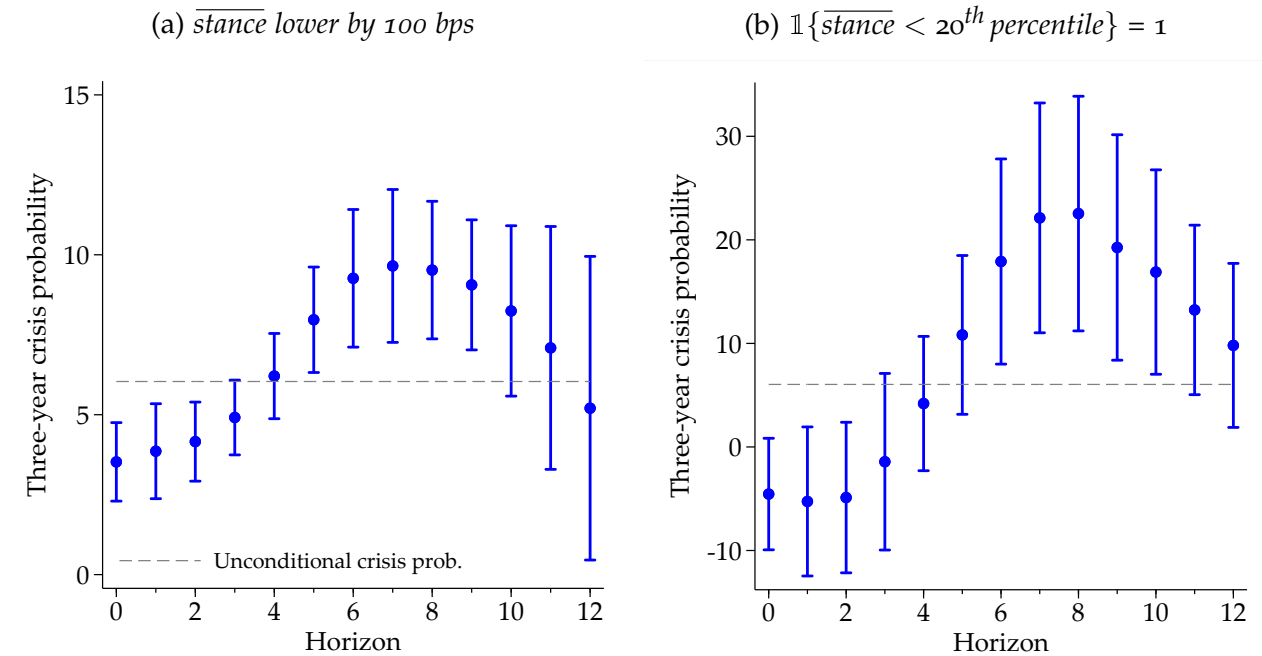 (a) stance lower by 100 bps
Three-year crisis probability
15
10
5
0
Unconditional crisis prob.
0 2 4 6 8 10 12
Horizon
(b) 𝟙{stance < 20th percentile} = 1
Three-year crisis probability
30
20
10
0
-10
0 2 4 6 8 10 12
Horizon